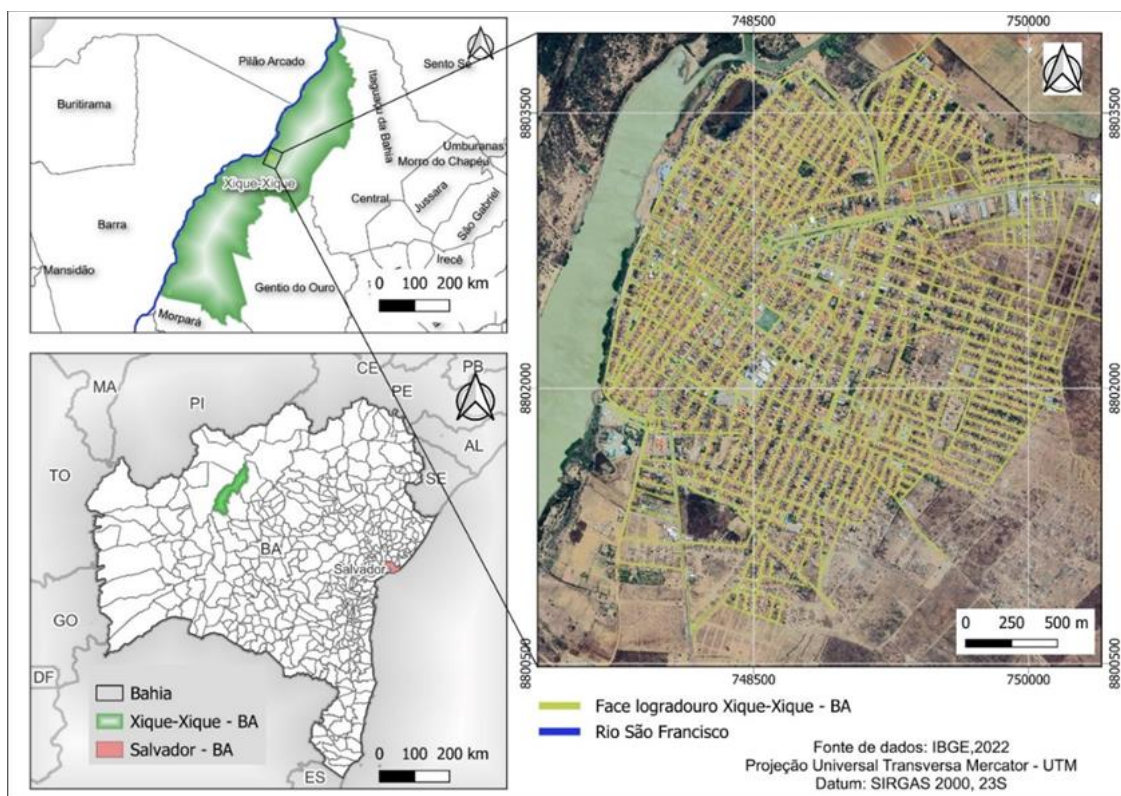 Pilão Arcado
Sento Sé
Buritirama
Itaguaçu da Bahia
Umburanas
Morro do Chapéu
Xique-Xique
Central
Jussara
São Gabriel
Barra
Irecê
Mansidão
Gentio do Ouro
Morpará
0 100 200 km
MA
PI
CE
PB
PE
AL
SE
TO
BA
Salvador
GO
DF
ES
Bahia
Xique-Xique - BA
Salvador - BA
0 100 200 km
748500 750000
8803500 8803500
8802000 8802000
8800500 8800500
0 250 500 m
748500 750000
Face logradouro Xique-Xique - BA
Rio São Francisco
Fonte de dados: IBGE,2022
Projeção Universal Transversa Mercator - UTM
Datum: SIRGAS 2000, 23S